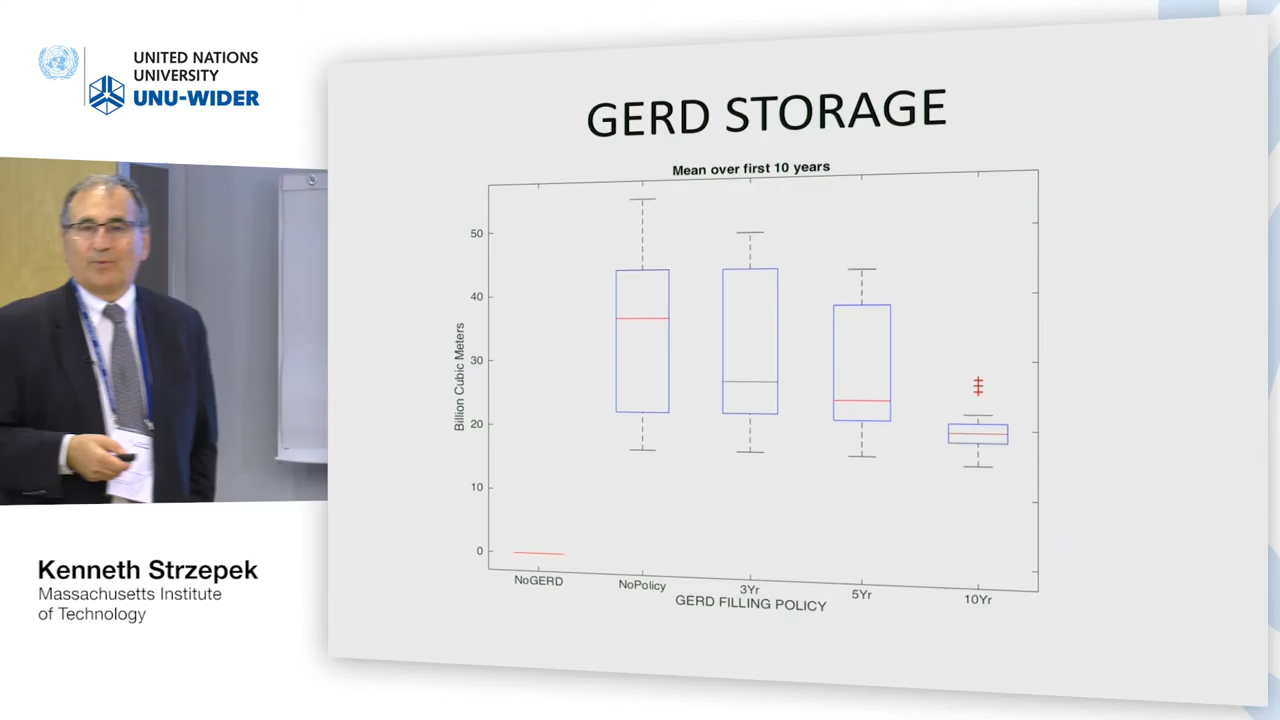 UNITED NATIONS
UNIVERSITY
UNU-WIDER
Kenneth Strzepek
Massachusetts Institute
of Technology
GERD STORAGE
Mean over first 10 years
Billion Cubic Meters
50
40
30
20
10
0
NoGERD
NoPolicy
3Yr
5Yr
10Yr
GERD FILLING POLICY